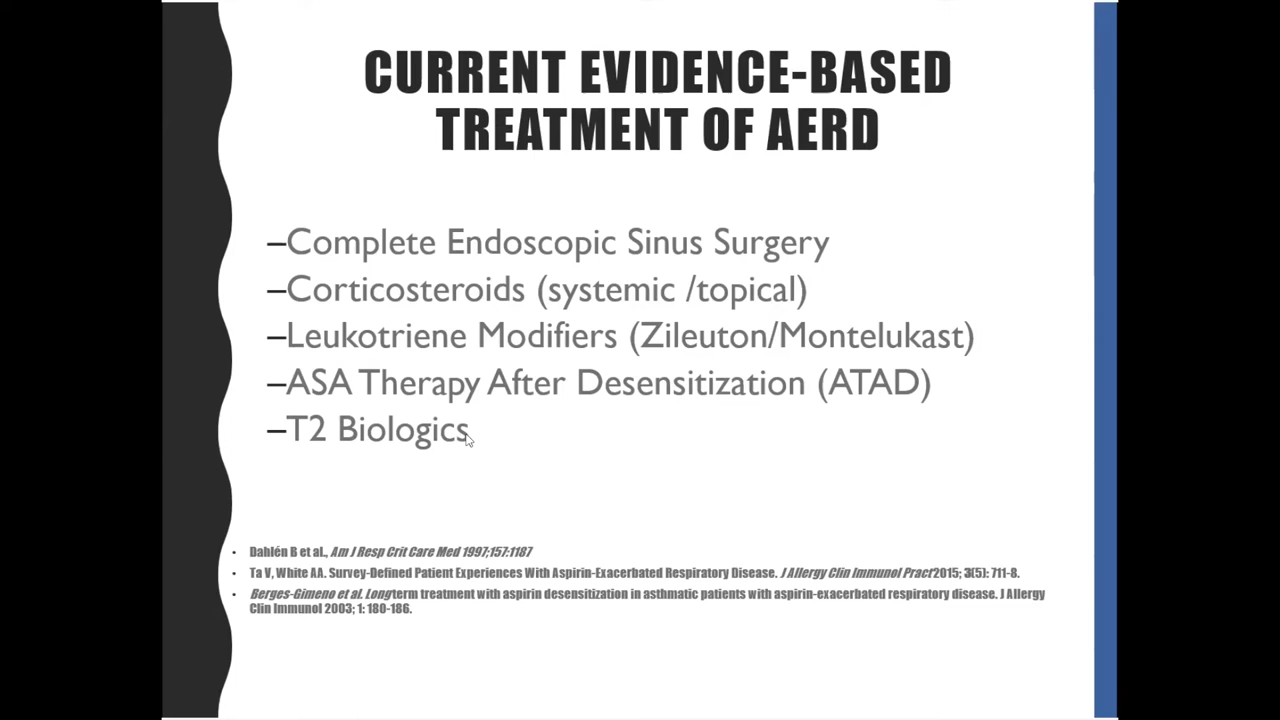 CURRENT EVIDENCE-BASED
TREATMENT OF AERD
–Complete Endoscopic Sinus Surgery
–Corticosteroids (systemic /topical)
–Leukotriene Modifiers (Zileuton/Montelukast)
–ASA Therapy After Desensitization (ATAD)
–T2 Biologics
• Dahlén B et al., Am J Resp Crit Care Med 1997;157:1187
• Ta V, White AA. Survey-Defined Patient Experiences With Aspirin-Exacerbated Respiratory Disease. J Allergy Clin Immunol Pract 2015; 3(5): 711-8.
• Berges-Gimeno et al. Longterm treatment with aspirin desensitization in asthmatic patients with aspirin-exacerbated respiratory disease. J Allergy
Clin Immunol 2003; 1: 180-186.